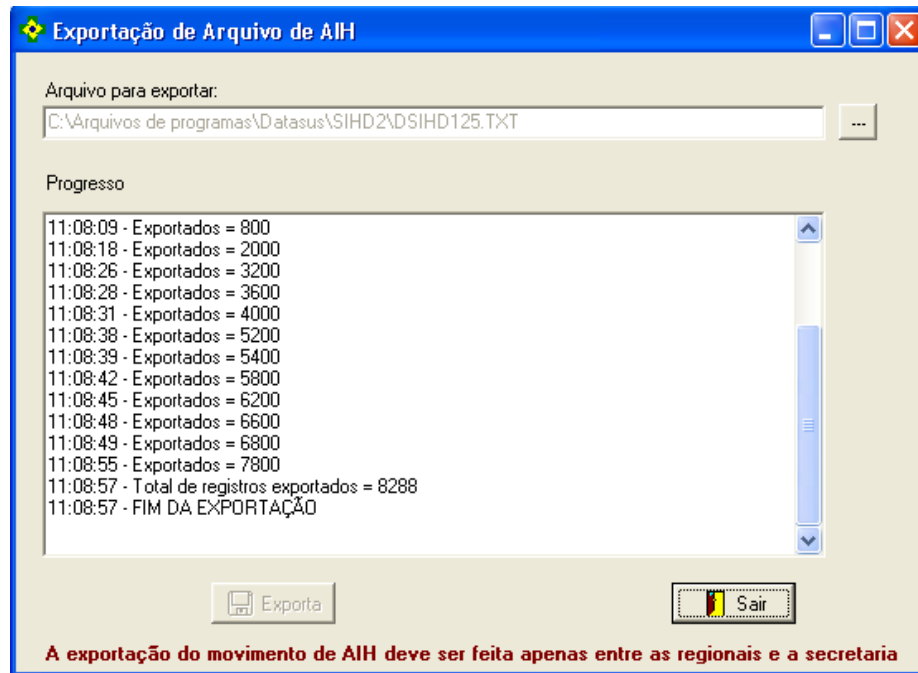 Exportação de Arquivo de AIH
Arquivo para exportar:
C:\Arquivos de programas\Datasus\SIHD2\DSIHD125.TXT
...
Progresso
11:08:09 - Exportados = 800
11:08:18 - Exportados = 2000
11:08:26 - Exportados = 3200
11:08:28 - Exportados = 3600
11:08:31 - Exportados = 4000
11:08:38 - Exportados = 5200
11:08:39 - Exportados = 5400
11:08:42 - Exportados = 5800
11:08:45 - Exportados = 6200
11:08:48 - Exportados = 6600
11:08:49 - Exportados = 6800
11:08:55 - Exportados = 7800
11:08:57 - Total de registros exportados = 8288
11:08:57 - FIM DA EXPORTAÇÃO
Exporta
Sair
A exportação do movimento de AIH deve ser feita apenas entre as regionais e a secretaria